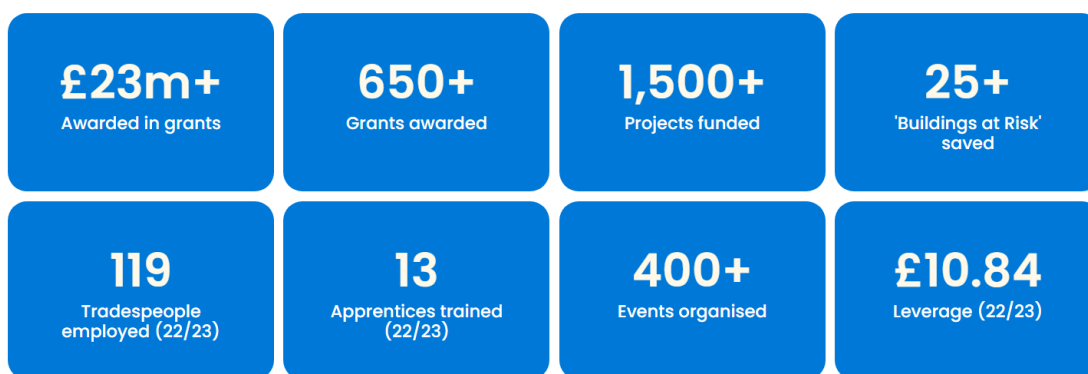 £23m+
Awarded in grants
650+
Grants awarded
1,500+
Projects funded
25+
'Buildings at Risk'
saved
119
Tradespeople
employed (22/23)
13
Apprentices trained
(22/23)
400+
Events organised
£10.84
Leverage (22/23)